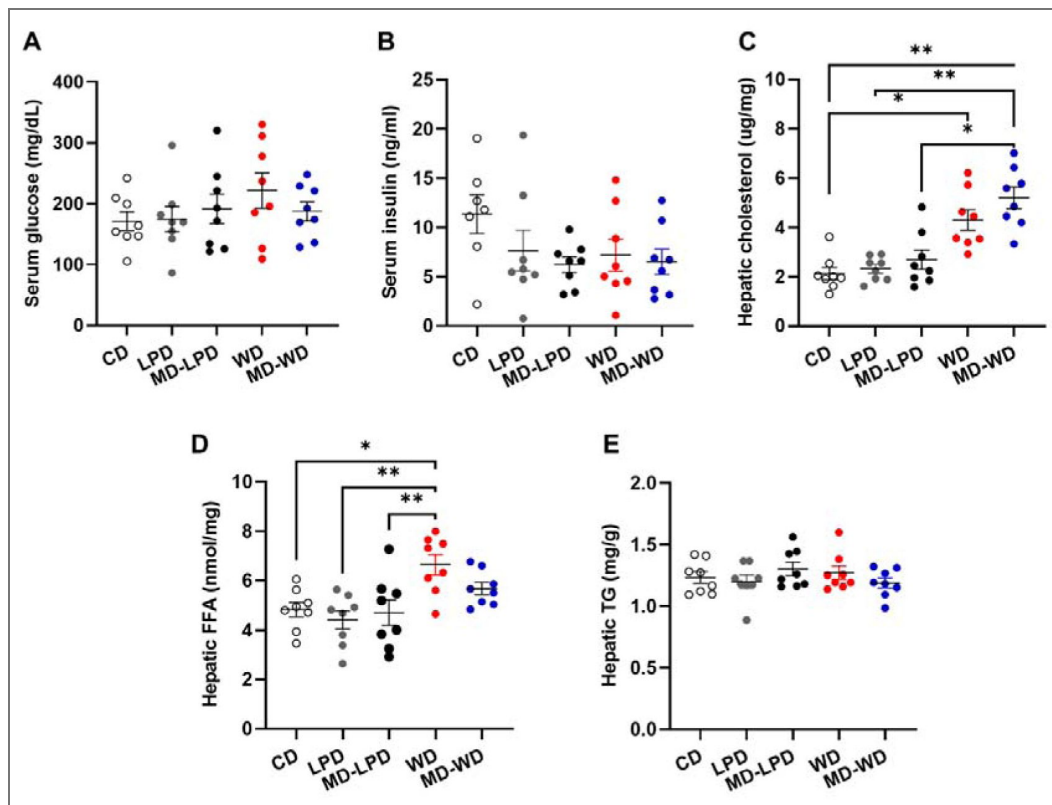 A
Serum glucose (mg/dL)
400
300
200
100
0
CD
LPD
MD-LPD
WD
MD-WD
B
Serum insulin (ng/ml)
25
20
15
10
5
0
CD
LPD
MD-LPD
WD
MD-WD
C
Hepatic cholesterol (ug/mg)
10
8
6
4
2
0
**
**
*
*
CD
LPD
MD-LPD
WD
MD-WD
D
Hepatic FFA (nmol/mg)
10
8
6
4
2
0
*
**
**
CD
LPD
MD-LPD
WD
MD-WD
E
Hepatic TG (mg/g)
2.0
1.5
1.0
0.5
0.0
CD
LPD
MD-LPD
WD
MD-WD